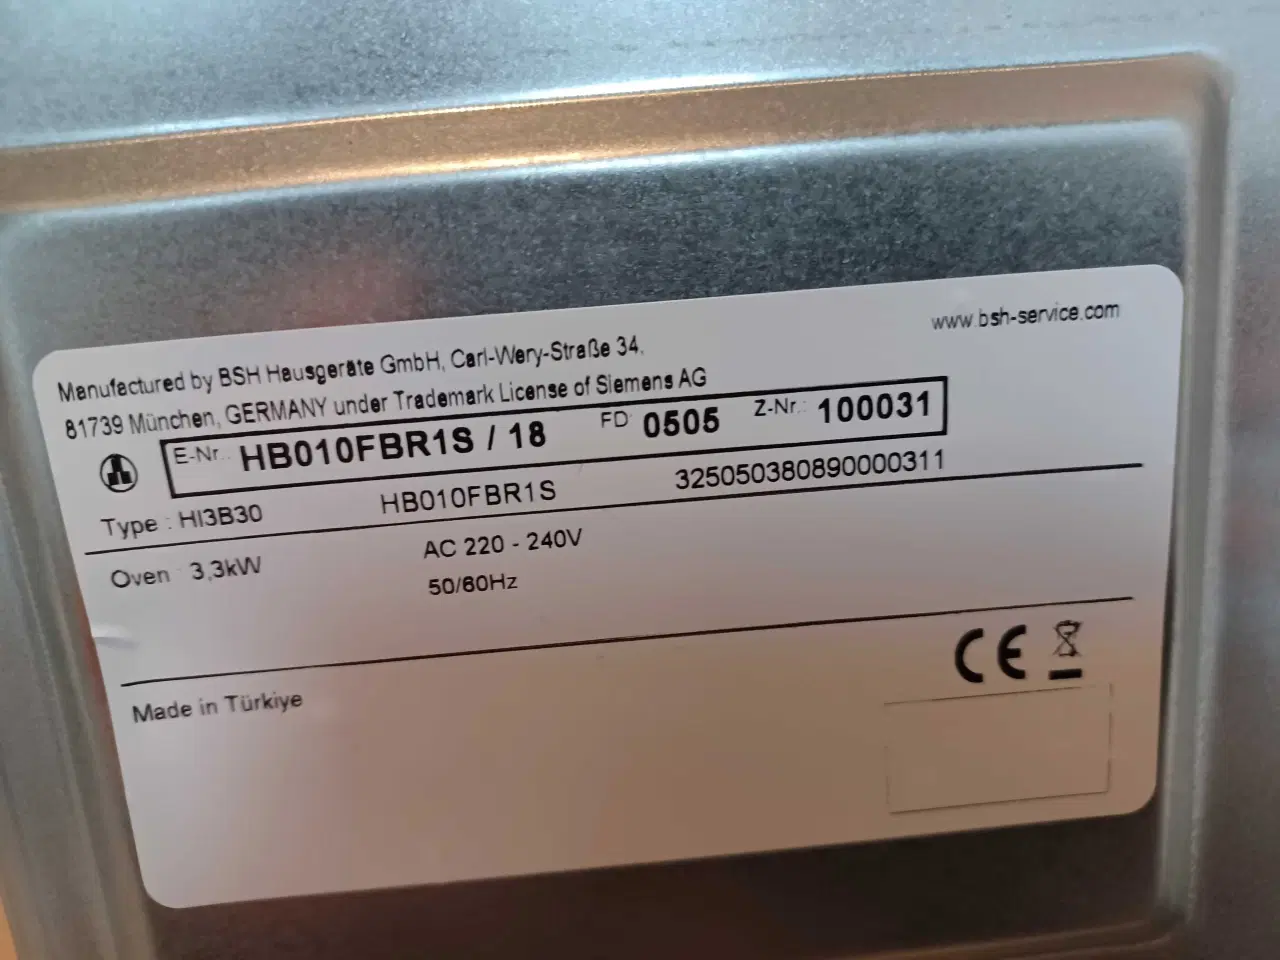 www.bsh-service.com
Manufactured by BSH Hausgeräte GmbH, Carl-Wery-Straße 34,
81739 München, GERMANY under Trademark License of Siemens AG
E-Nr.: HB010FBR1S / 18 FD: 0505 Z-Nr.: 100031
Type : HI3B30 HB010FBR1S 325050380890000311
Oven : 3,3kW AC 220 - 240V
50/60Hz
CE
Made in Türkiye